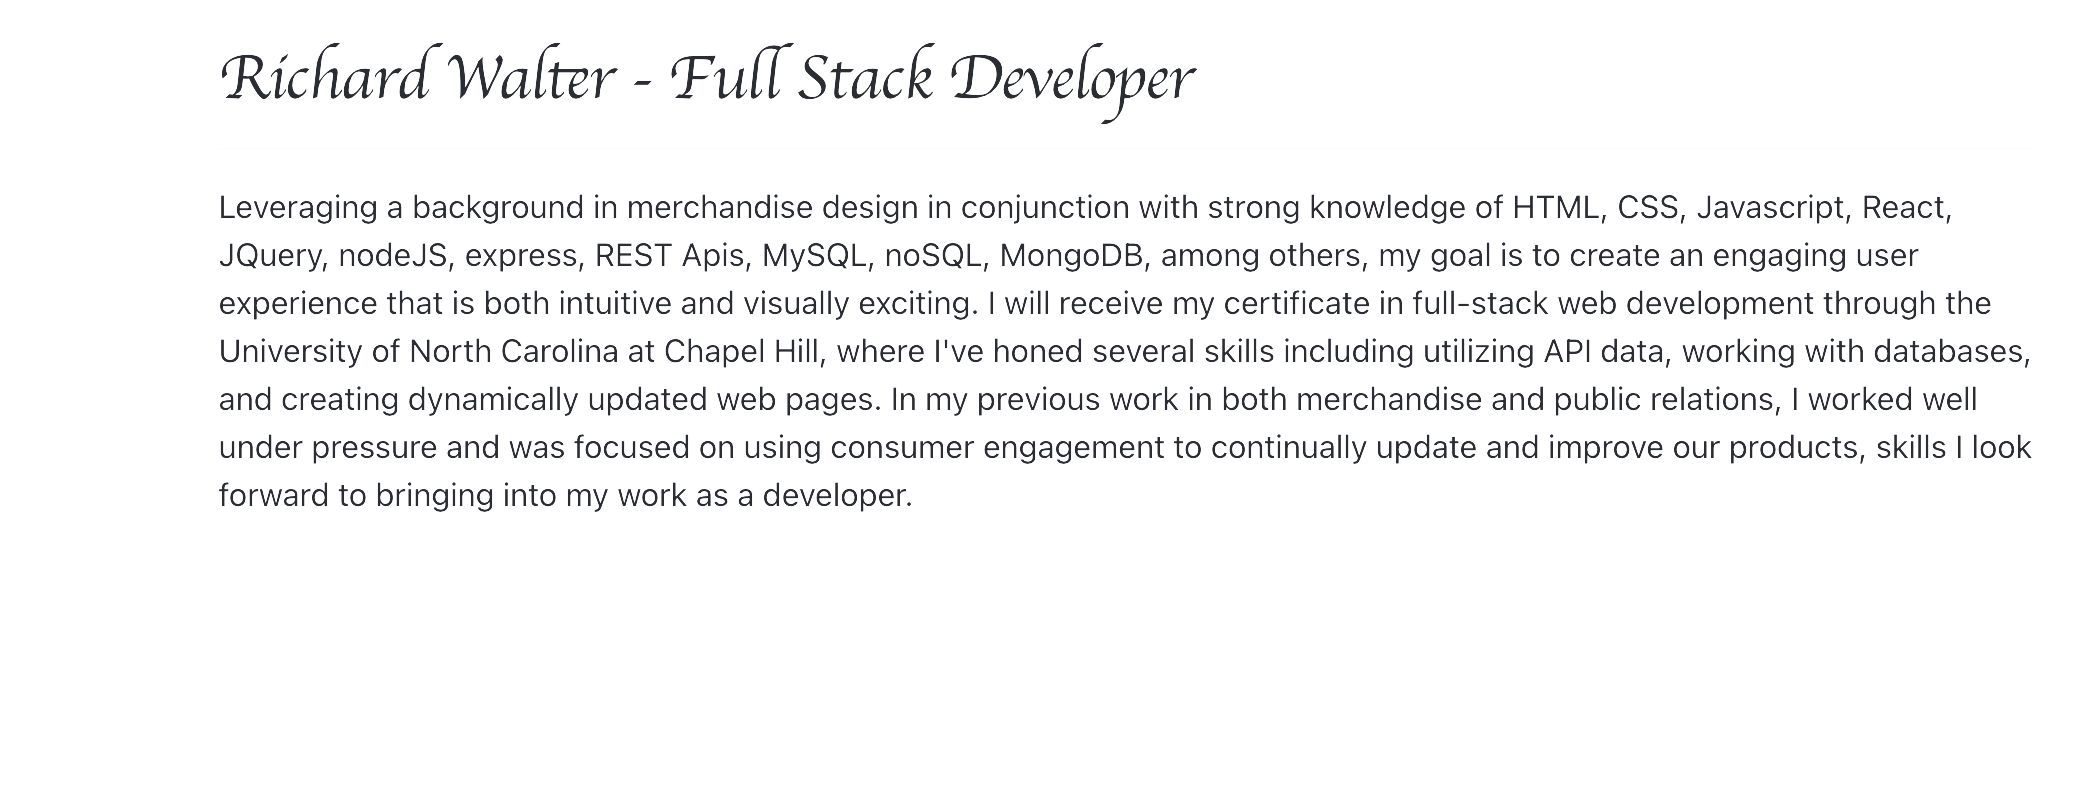 Richard Walter - Full Stack Developer
Leveraging a background in merchandise design in conjunction with strong knowledge of HTML, CSS, Javascript, React,
JQuery, nodeJS, express, REST Apis, MySQL, noSQL, MongoDB, among others, my goal is to create an engaging user
experience that is both intuitive and visually exciting. I will receive my certificate in full-stack web development through the
University of North Carolina at Chapel Hill, where I've honed several skills including utilizing API data, working with databases,
and creating dynamically updated web pages. In my previous work in both merchandise and public relations, I worked well
under pressure and was focused on using consumer engagement to continually update and improve our products, skills I look
forward to bringing into my work as a developer.